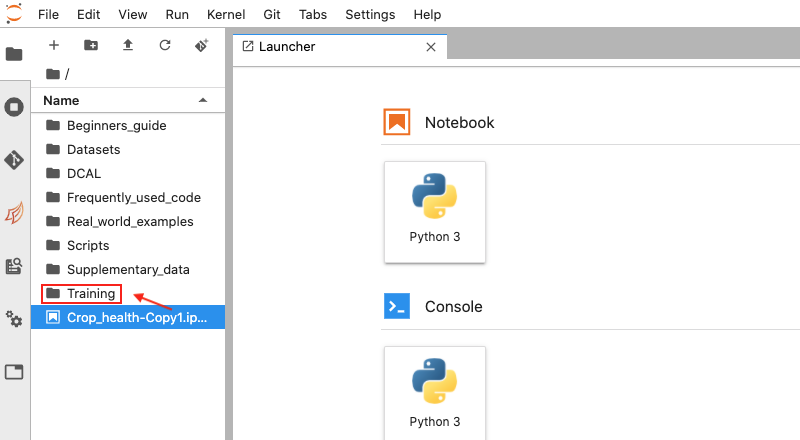 File Edit View Run Kernel Git Tabs Settings Help
Launcher
/
Name
Beginners_guide
Datasets
DCAL
Frequently_used_code
Real_world_examples
Scripts
Supplementary_data
Training
Crop_health-Copy1.ip...
Notebook
Python 3
Console
Python 3